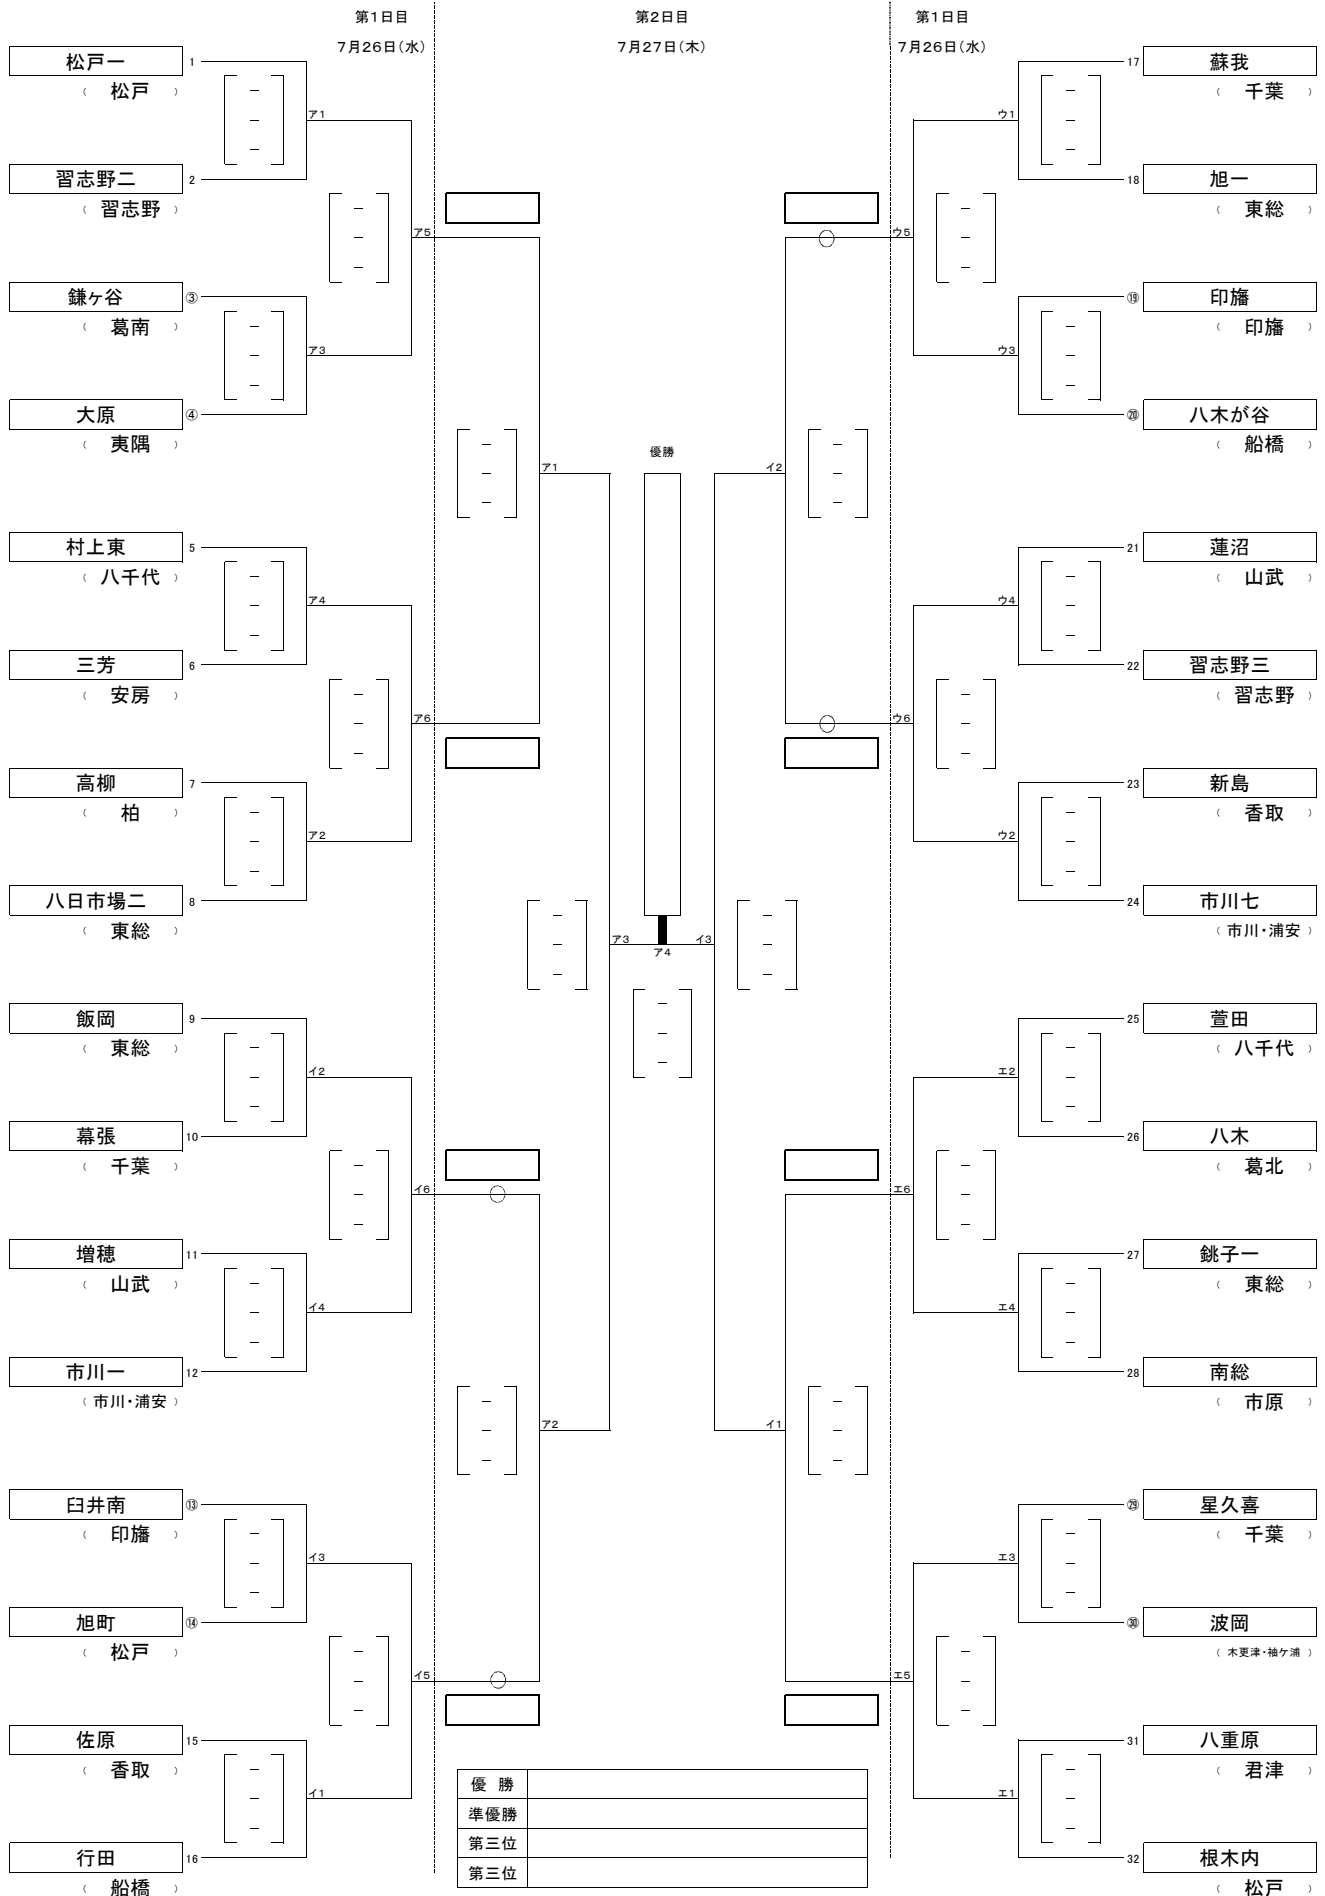 第1日目
7月26日(水)
第2日目
7月27日(木)
第1日目
7月26日(水)
松戸一 1
( 松戸 )
ア1
習志野二 2
( 習志野 )
ア5
鎌ヶ谷 ③
( 葛南 )
ア3
大原 ④
( 夷隅 )
ア1
村上東 5
( 八千代 )
ア4
三芳 6
( 安房 )
ア6
高柳 7
( 柏 )
ア2
八日市場二 8
( 東総 )
飯岡 9
( 東総 )
イ2
幕張 10
( 千葉 )
イ6
増穂 11
( 山武 )
イ4
市川一 12
( 市川・浦安 )
ア2
臼井南 ⑬
( 印旛 )
イ3
旭町 ⑭
( 松戸 )
イ5
佐原 15
( 香取 )
イ1
行田 16
( 船橋 )
優勝
ア3
イ3
ア4
17 蘇我
( 千葉 )
ウ1
18 旭一
( 東総 )
ウ5
⑲ 印旛
( 印旛 )
ウ3
⑳ 八木が谷
( 船橋 )
イ2
21 蓮沼
( 山武 )
ウ4
22 習志野三
( 習志野 )
ウ6
23 新島
( 香取 )
ウ2
24 市川七
( 市川・浦安 )
25 萱田
( 八千代 )
エ2
26 八木
( 葛北 )
エ6
27 銚子一
( 東総 )
エ4
28 南総
( 市原 )
イ1
㉙ 星久喜
( 千葉 )
エ3
㉚ 波岡
( 木更津・袖ケ浦 )
エ5
31 八重原
( 君津 )
エ1
32 根木内
( 松戸 )
優 勝
準優勝
第三位
第三位